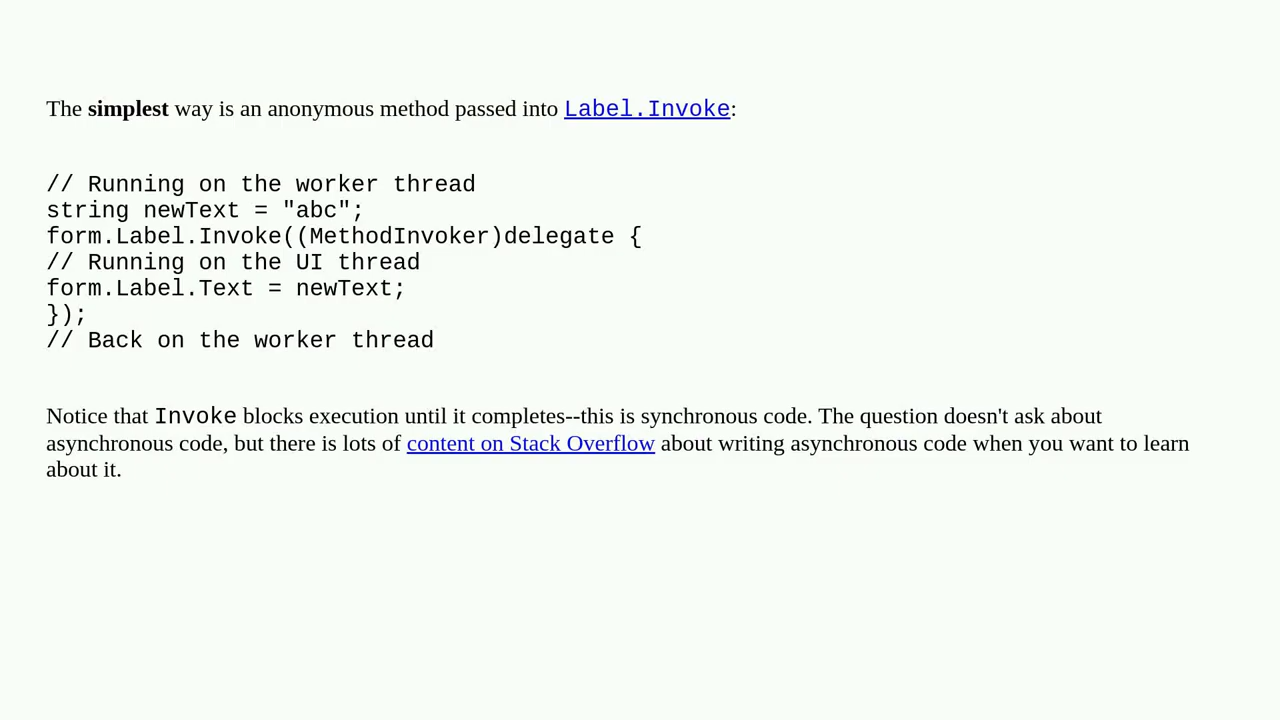 The simplest way is an anonymous method passed into Label.Invoke:
// Running on the worker thread
string newText = "abc";
form.Label.Invoke((MethodInvoker)delegate {
// Running on the UI thread
form.Label.Text = newText;
});
// Back on the worker thread
Notice that Invoke blocks execution until it completes--this is synchronous code. The question doesn't ask about
asynchronous code, but there is lots of content on Stack Overflow about writing asynchronous code when you want to learn
about it.